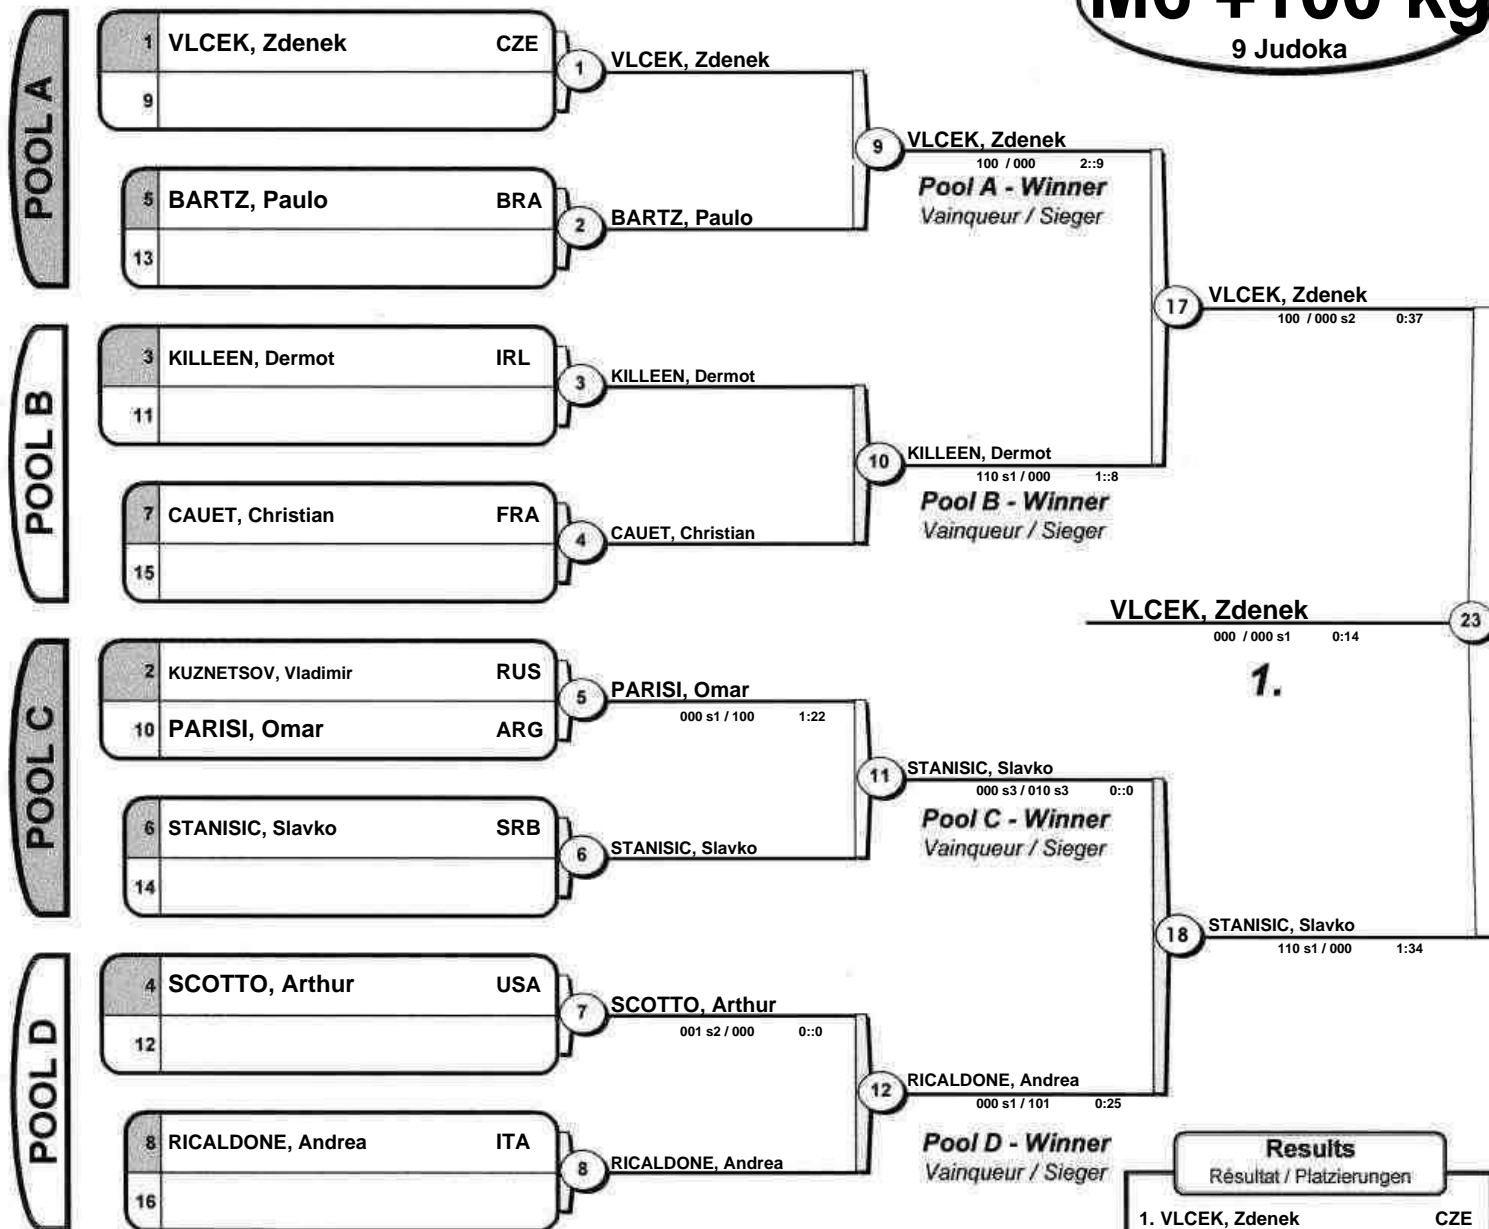 M6 +100 kg
9 Judoka
POOL A
1 VLCEK, Zdenek CZE
9
5 BARTZ, Paulo BRA
13
1 VLCEK, Zdenek
2 BARTZ, Paulo
9 VLCEK, Zdenek
100 / 000 2::9
Pool A - Winner
Vainqueur / Sieger
POOL B
3 KILLEEN, Dermot IRL
11
7 CAUET, Christian FRA
15
3 KILLEEN, Dermot
4 CAUET, Christian
10 KILLEEN, Dermot
110 s1 / 000 1::8
Pool B - Winner
Vainqueur / Sieger
17 VLCEK, Zdenek
100 / 000 s2 0:37
VLCEK, Zdenek 23
000 / 000 s1 0:14
1.
POOL C
2 KUZNETSOV, Vladimir RUS
10 PARISI, Omar ARG
6 STANISIC, Slavko SRB
14
5 PARISI, Omar
000 s1 / 100 1:22
6 STANISIC, Slavko
11 STANISIC, Slavko
000 s3 / 010 s3 0::0
Pool C - Winner
Vainqueur / Sieger
POOL D
4 SCOTTO, Arthur USA
12
8 RICALDONE, Andrea ITA
16
7 SCOTTO, Arthur
001 s2 / 000 0::0
8 RICALDONE, Andrea
12 RICALDONE, Andrea
000 s1 / 101 0:25
Pool D - Winner
Vainqueur / Sieger
18 STANISIC, Slavko
110 s1 / 000 1:34
Results
Résultat / Platzierungen
1. VLCEK, Zdenek CZE